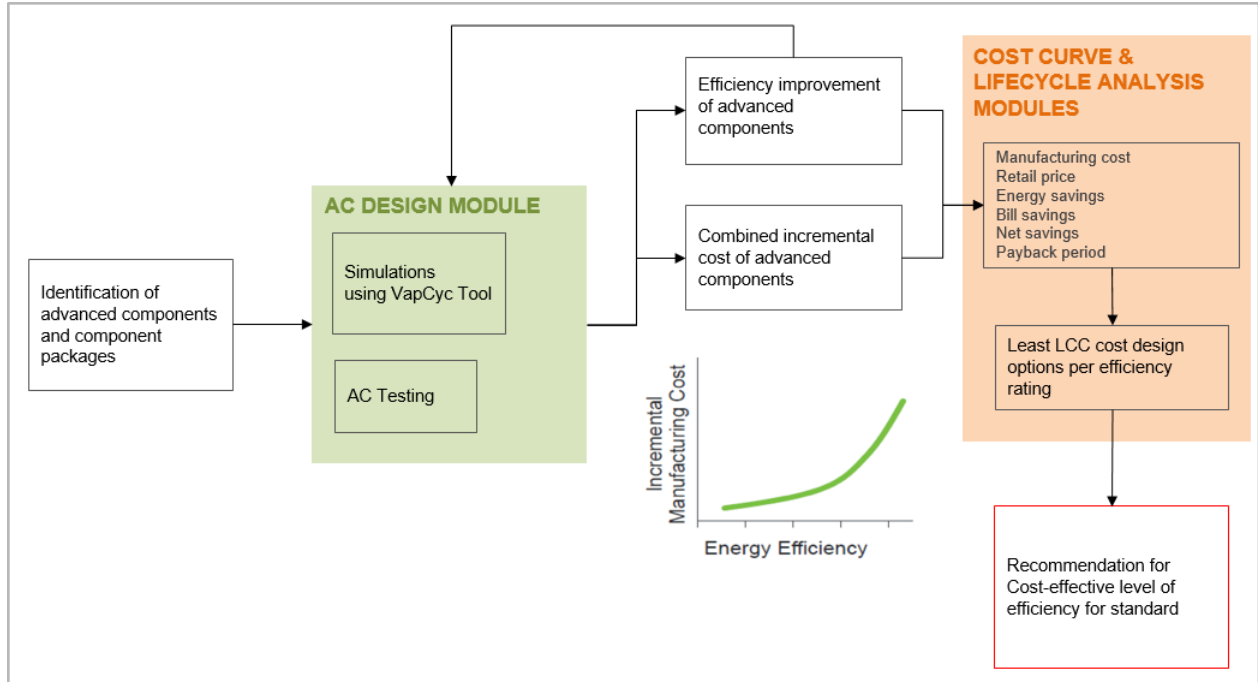 Identification of
advanced components
and component
packages
AC DESIGN MODULE
Simulations
using VapCyc Tool
AC Testing
Efficiency improvement
of advanced
components
Combined incremental
cost of advanced
components
Incremental
Manufacturing Cost
Energy Efficiency
COST CURVE &
LIFECYCLE ANALYSIS
MODULES
Manufacturing cost
Retail price
Energy savings
Bill savings
Net savings
Payback period
Least LCC cost design
options per efficiency
rating
Recommendation for
Cost-effective level of
efficiency for standard